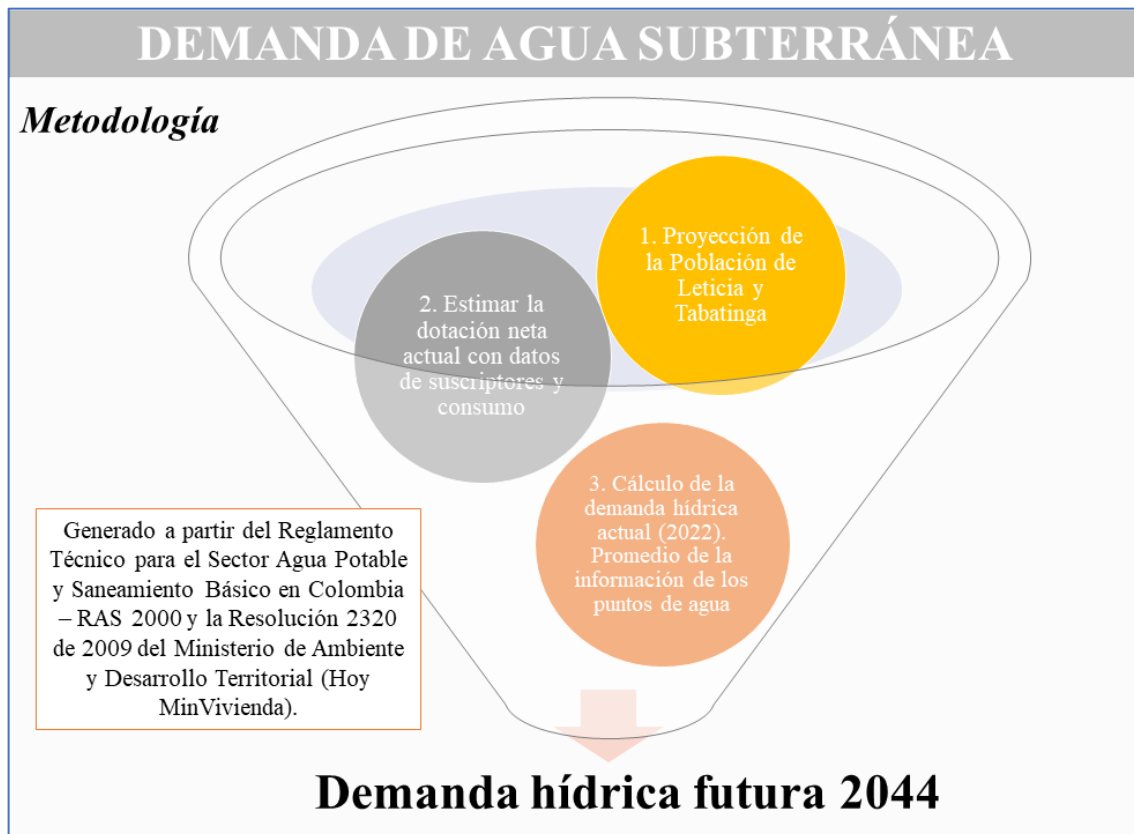 DEMANDA DE AGUA SUBTERRÁNEA
Metodología
1. Proyección de
la Población de
Leticia y
Tabatinga
2. Estimar la
dotación neta
actual con datos
de suscriptores y
consumo
3. Cálculo de la
demanda hídrica
actual (2022).
Promedio de la
información de los
puntos de agua
Generado a partir del Reglamento
Técnico para el Sector Agua Potable
y Saneamiento Básico en Colombia
– RAS 2000 y la Resolución 2320
de 2009 del Ministerio de Ambiente
y Desarrollo Territorial (Hoy
MinVivienda).
Demanda hídrica futura 2044